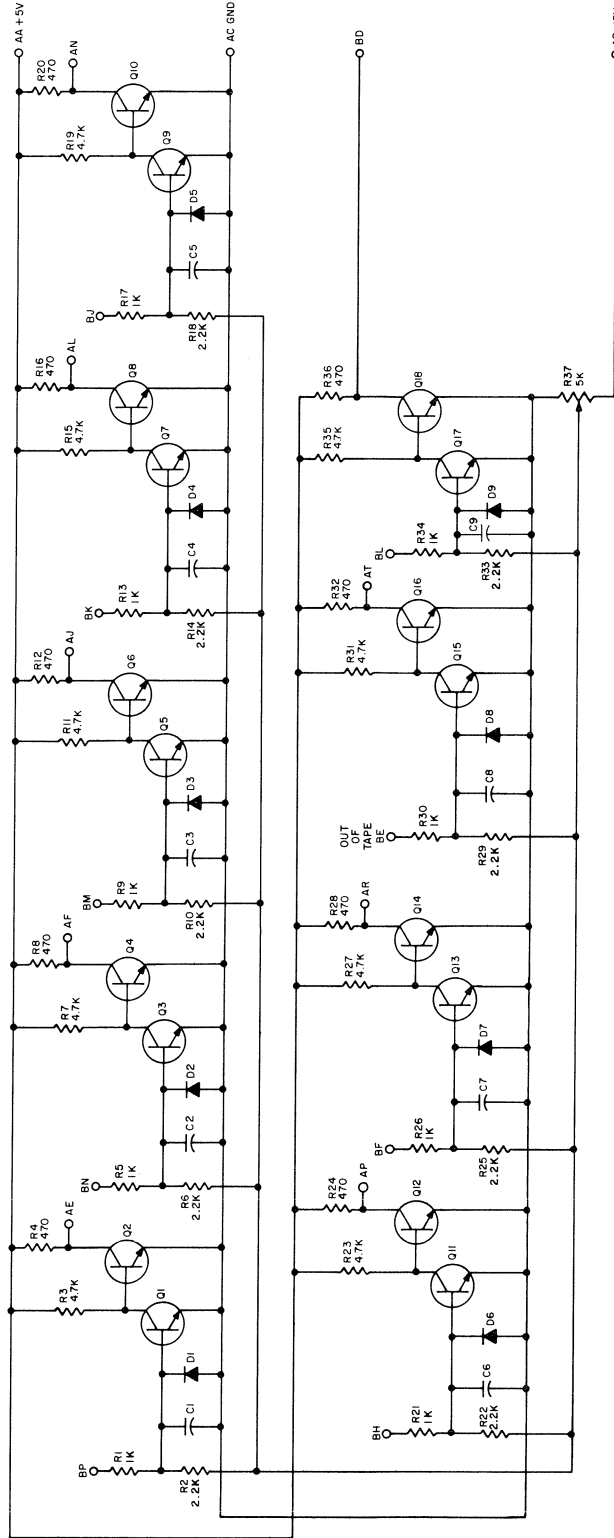 AA +5V
R20
470
AN
Q10
R19
4.7K
Q9
D5
C5
BJ
R17
1K
R18
2.2K
AC GND
R16
470
AL
Q8
R15
4.7K
Q7
D4
C4
BK
R13
1K
R14
2.2K
R12
470
AJ
Q6
R11
4.7K
Q5
D3
C3
BM
R9
1K
R10
2.2K
R8
470
AF
Q4
R7
4.7K
Q3
D2
C2
BN
R5
1K
R6
2.2K
R4
470
AE
Q2
R3
4.7K
Q1
D1
C1
BP
R1
1K
R2
2.2K
BD
R36
470
Q18
R35
4.7K
Q17
D9
C9
BL
R34
1K
R33
2.2K
R37
5K
R32
470
AT
Q16
R31
4.7K
Q15
D8
C8
OUT
OF
TAPE
BE
R30
1K
R29
2.2K
R28
470
AR
Q14
R27
4.7K
Q13
D7
C7
BF
R26
1K
R25
2.2K
R24
470
AP
Q12
R23
4.7K
Q11
D6
C6
BH
R21
1K
R22
2.2K